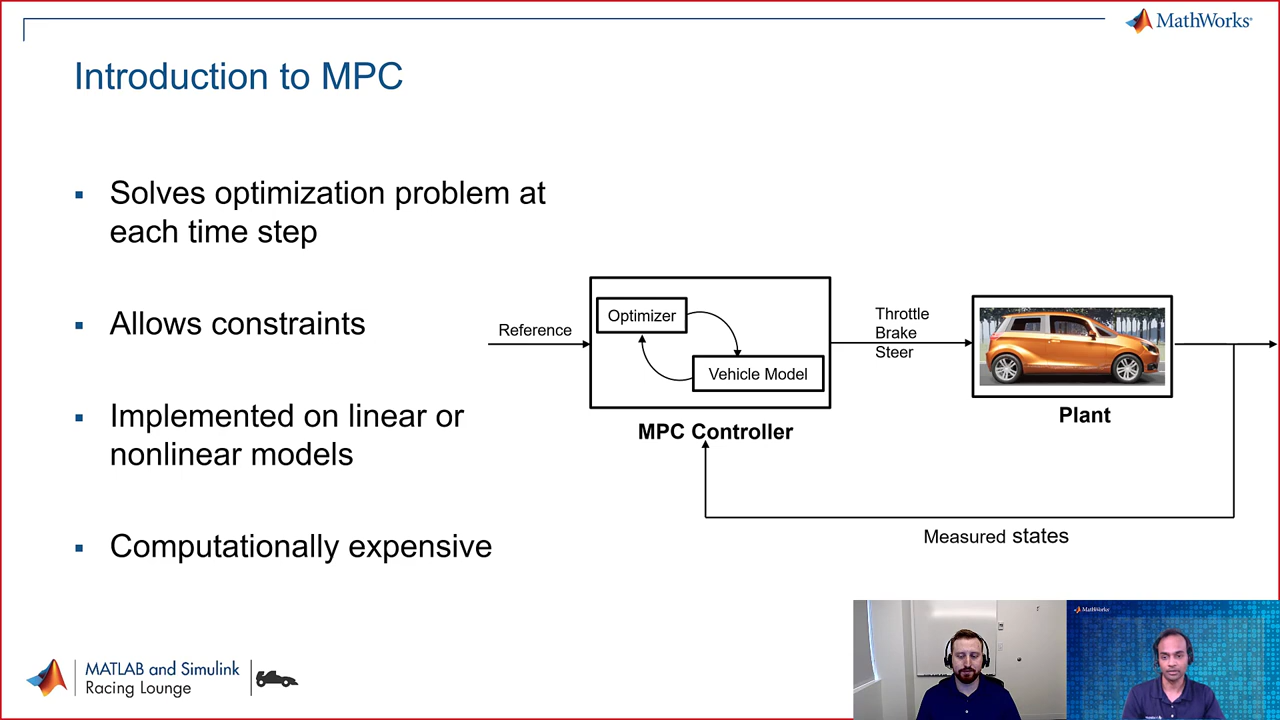 MathWorks
Introduction to MPC
Solves optimization problem at
each time step
Allows constraints
Implemented on linear or
nonlinear models
Computationally expensive
Reference
Optimizer
Vehicle Model
MPC Controller
Throttle
Brake
Steer
Plant
Measured states
MathWorks
MATLAB and Simulink
Racing Lounge